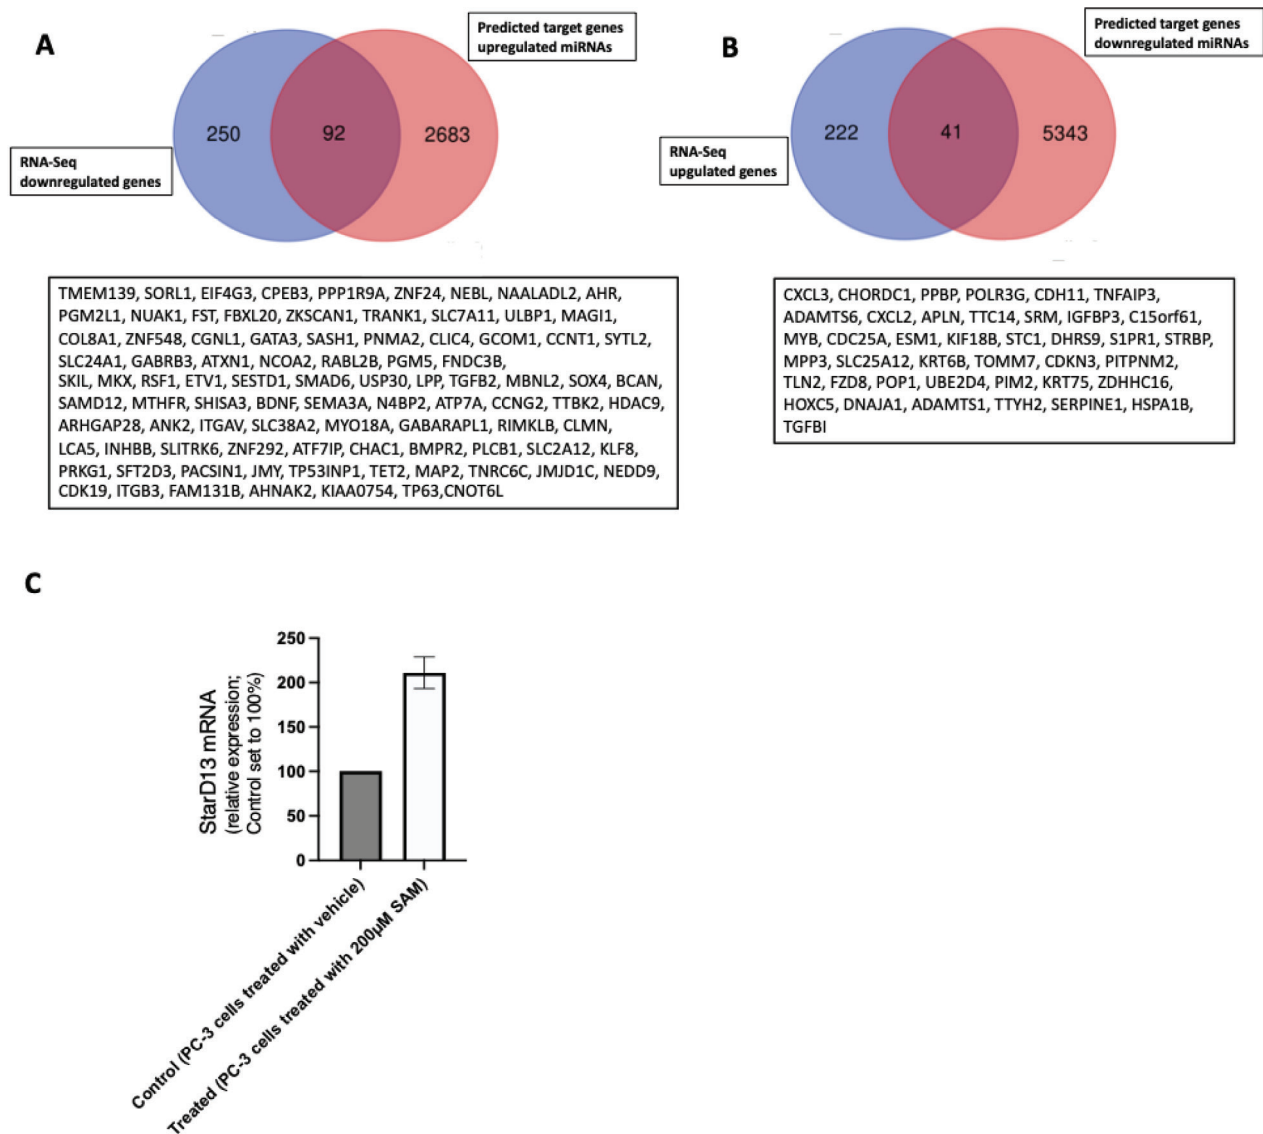 A
Predicted target genes
upregulated miRNAs
250
92
2683
RNA-Seq
downregulated genes
TMEM139, SORL1, EIF4G3, CPEB3, PPP1R9A, ZNF24, NEBL, NAALADL2, AHR,
PGM2L1, NUAK1, FST, FBXL20, ZKSCAN1, TRANK1, SLC7A11, ULBP1, MAGI1,
COL8A1, ZNF548, CGNL1, GATA3, SASH1, PNMA2, CLIC4, GCOM1, CCNT1, SYTL2,
SLC24A1, GABRB3, ATXN1, NCOA2, RABL2B, PGM5, FNDC3B,
SKIL, MKX, RSF1, ETV1, SESTD1, SMAD6, USP30, LPP, TGFB2, MBNL2, SOX4, BCAN,
SAMD12, MTHFR, SHISA3, BDNF, SEMA3A, N4BP2, ATP7A, CCNG2, TTBK2, HDAC9,
ARHGAP28, ANK2, ITGAV, SLC38A2, MYO18A, GABARAPL1, RIMKLB, CLMN,
LCA5, INHBB, SLITRK6, ZNF292, ATF7IP, CHAC1, BMPR2, PLCB1, SLC2A12, KLF8,
PRKG1, SFT2D3, PACSIN1, JMY, TP53INP1, TET2, MAP2, TNRC6C, JMJD1C, NEDD9,
CDK19, ITGB3, FAM131B, AHNAK2, KIAA0754, TP63,CNOT6L
B
Predicted target genes
downregulated miRNAs
222
41
5343
RNA-Seq
upgulated genes
CXCL3, CHORDC1, PPBP, POLR3G, CDH11, TNFAIP3,
ADAMTS6, CXCL2, APLN, TTC14, SRM, IGFBP3, C15orf61,
MYB, CDC25A, ESM1, KIF18B, STC1, DHRS9, S1PR1, STRBP,
MPP3, SLC25A12, KRT6B, TOMM7, CDKN3, PITPNM2,
TLN2, FZD8, POP1, UBE2D4, PIM2, KRT75, ZDHHC16,
HOXC5, DNAJA1, ADAMTS1, TTYH2, SERPINE1, HSPA1B,
TGFBI
C
StarD13 mRNA
(relative expression;
Control set to 100%)
250
200
150
100
50
0
Control (PC-3 cells treated with vehicle)
Treated (PC-3 cells treated with 200μM SAM)